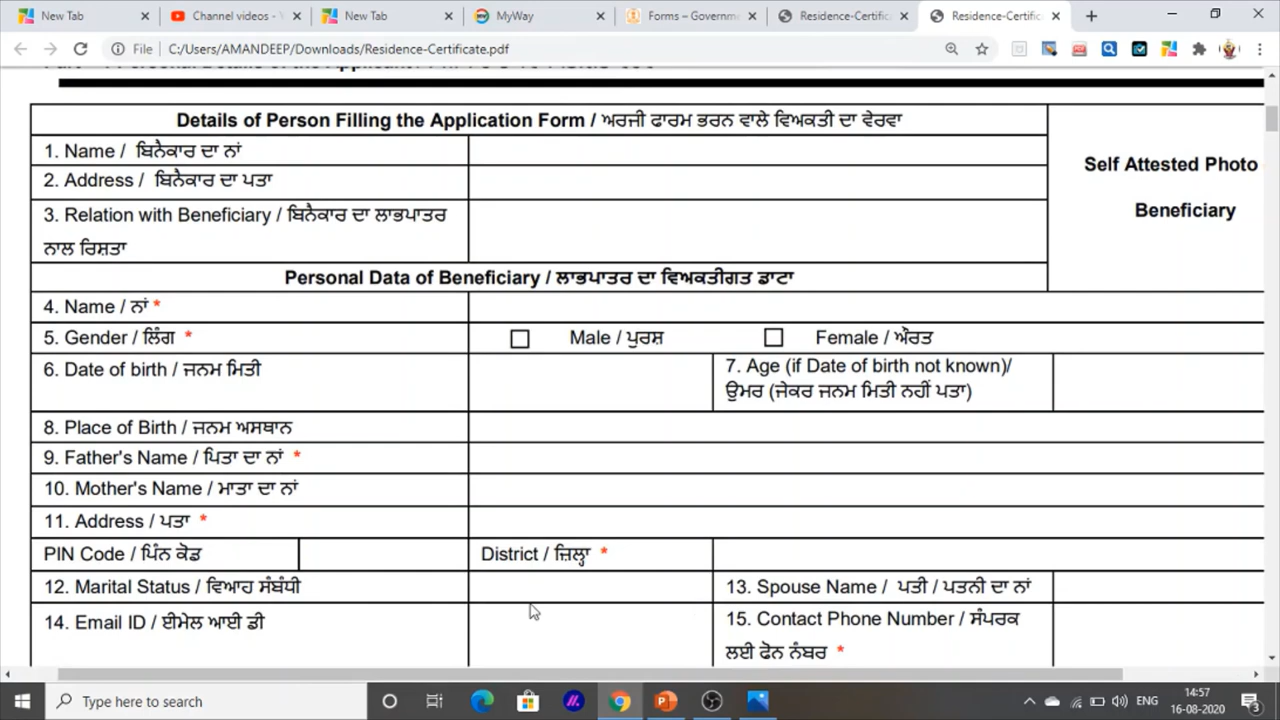 New Tab
Channel videos - Y
New Tab
MyWay
Forms – Governm
Residence-Certific
Residence-Certific
File
C:/Users/AMANDEEP/Downloads/Residence-Certificate.pdf
Details of Person Filling the Application Form / ਅਰਜੀ ਫਾਰਮ ਭਰਨ ਵਾਲੇ ਵਿਅਕਤੀ ਦਾ ਵੇਰਵਾ
Self Attested Photo
Beneficiary
1. Name / ਬਿਨੈਕਾਰ ਦਾ ਨਾਂ
2. Address / ਬਿਨੈਕਾਰ ਦਾ ਪਤਾ
3. Relation with Beneficiary / ਬਿਨੈਕਾਰ ਦਾ ਲਾਭਪਾਤਰ
ਨਾਲ ਰਿਸ਼ਤਾ
Personal Data of Beneficiary / ਲਾਭਪਾਤਰ ਦਾ ਵਿਅਕਤੀਗਤ ਡਾਟਾ
4. Name / ਨਾਂ *
5. Gender / ਲਿੰਗ * Male / ਪੁਰਸ਼ Female / ਔਰਤ
6. Date of birth / ਜਨਮ ਮਿਤੀ
7. Age (if Date of birth not known)/
ਉਮਰ (ਜੇਕਰ ਜਨਮ ਮਿਤੀ ਨਹੀਂ ਪਤਾ)
8. Place of Birth / ਜਨਮ ਅਸਥਾਨ
9. Father's Name / ਪਿਤਾ ਦਾ ਨਾਂ *
10. Mother's Name / ਮਾਤਾ ਦਾ ਨਾਂ
11. Address / ਪਤਾ *
PIN Code / ਪਿੰਨ ਕੋਡ District / ਜ਼ਿਲ੍ਹਾ *
12. Marital Status / ਵਿਆਹ ਸੰਬੰਧੀ 13. Spouse Name / ਪਤੀ / ਪਤਨੀ ਦਾ ਨਾਂ
14. Email ID / ਈਮੇਲ ਆਈ ਡੀ
15. Contact Phone Number / ਸੰਪਰਕ
ਲਈ ਫੋਨ ਨੰਬਰ *
Type here to search
ENG
14:57
16-08-2020
3